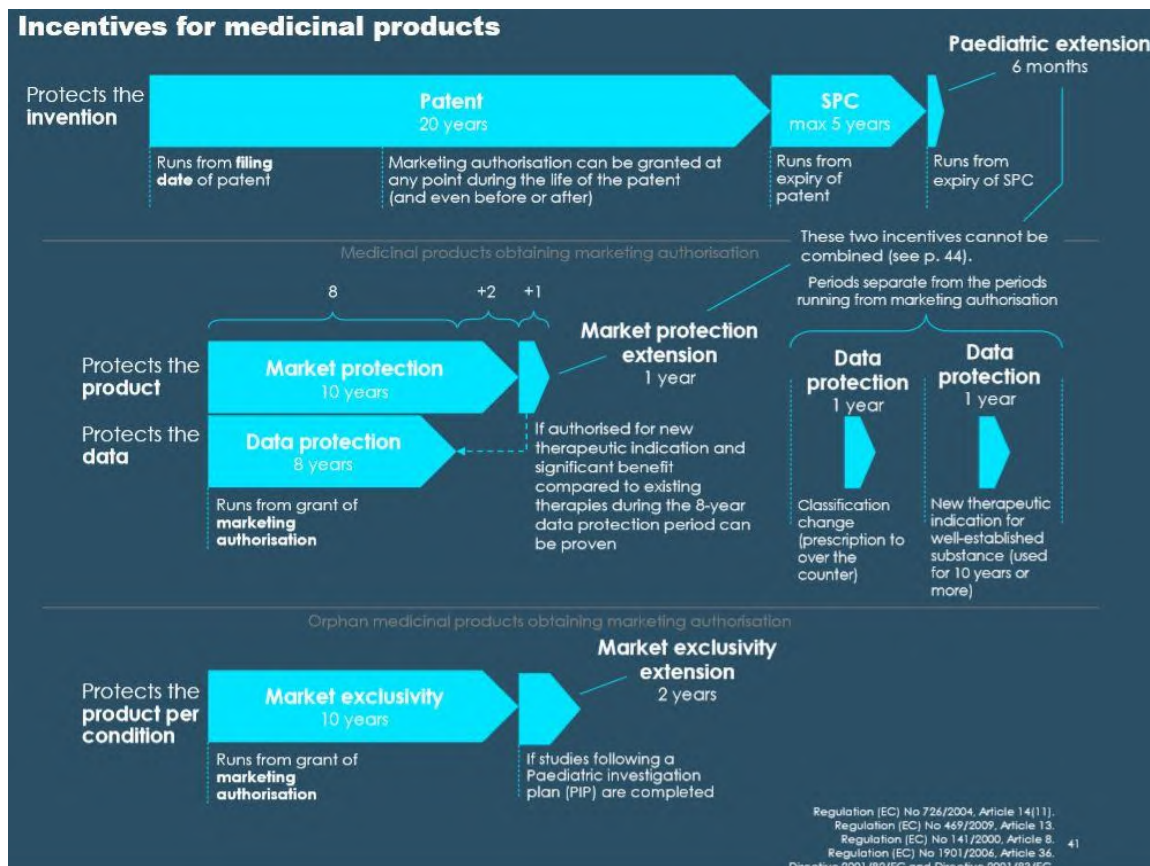 Incentives for medicinal products
Paediatric extension
6 months
Protects the
invention
Patent
20 years
SPC
max 5 years
Runs from filing
date of patent
Marketing authorisation can be granted at
any point during the life of the patent
(and even before or after)
Runs from
expiry of
patent
Runs from
expiry of SPC
These two incentives cannot be
combined (see p. 44).
Medicinal products obtaining marketing authorisation
Periods separate from the periods
running from marketing authorisation
8
+2
+1
Market protection
extension
1 year
Protects the
product
Market protection
10 years
Data
protection
1 year
Data
protection
1 year
Protects the
data
Data protection
8 years
If authorised for new
therapeutic indication and
significant benefit
compared to existing
therapies during the 8-year
data protection period can
be proven
Runs from grant of
marketing
authorisation
Classification
change
(prescription to
over the
counter)
New therapeutic
indication for
well-established
substance (used
for 10 years or
more)
Orphan medicinal products obtaining marketing authorisation
Market exclusivity
extension
2 years
Protects the
product per
condition
Market exclusivity
10 years
Runs from grant of
marketing
authorisation
If studies following a
Paediatric investigation
plan (PIP) are completed
Regulation (EC) No 726/2004, Article 14(11).
Regulation (EC) No 469/2009, Article 13.
Regulation (EC) No 141/2000, Article 8.
Regulation (EC) No 1901/2006, Article 36.
41